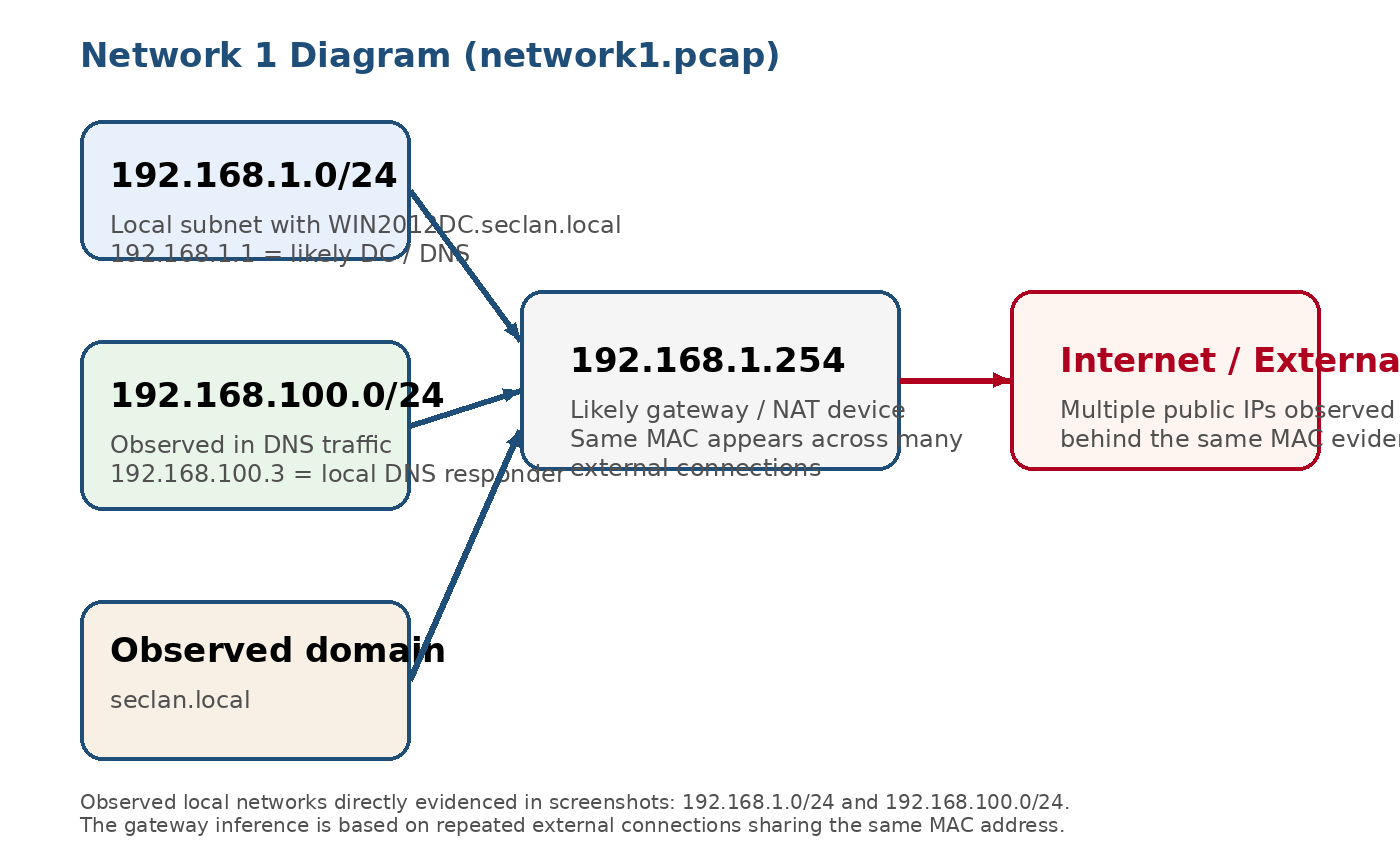 Network 1 Diagram (network1.pcap)
192.168.1.0/24
Local subnet with WIN2012DC.seclan.local
192.168.1.1 = likely DC / DNS
192.168.100.0/24
Observed in DNS traffic
192.168.100.3 = local DNS responder
Observed domain
seclan.local
192.168.1.254
Likely gateway / NAT device
Same MAC appears across many
external connections
Internet / Externa
Multiple public IPs observed
behind the same MAC eviden
Observed local networks directly evidenced in screenshots: 192.168.1.0/24 and 192.168.100.0/24.
The gateway inference is based on repeated external connections sharing the same MAC address.